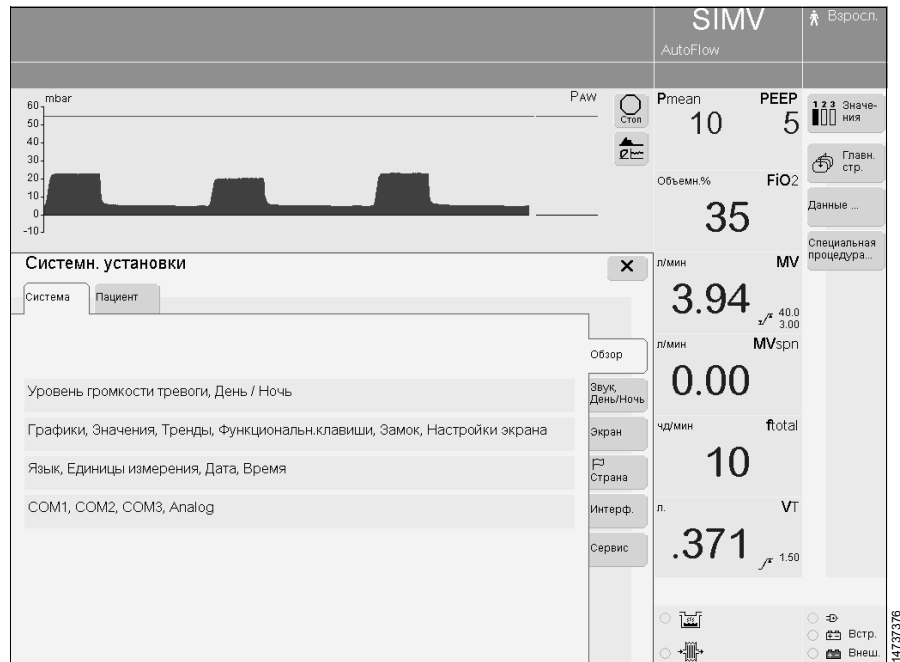 SIMV
Взросл.
AutoFlow
mbar
PAW
60
50
40
30
20
10
0
-10
Стоп
Pmean
PEEP
10
5
1 2 3 Значе-
ния
Главн.
стр.
Данные ...
Специальная
процедура...
Объемн.%
FiO2
35
л/мин
MV
3.94
40.0
3.00
л/мин
MVspn
0.00
чд/мин
ftotal
10
л.
VT
.371
1.50
Системн. установки
Система
Пациент
Обзор
Уровень громкости тревоги, День / Ночь
Звук,
День/Ночь
Графики, Значения, Тренды, Функциональн.клавиши, Замок, Настройки экрана
Экран
Язык, Единицы измерения, Дата, Время
Страна
COM1, COM2, COM3, Analog
Интерф.
Сервис
Встр.
Внеш.
14737376